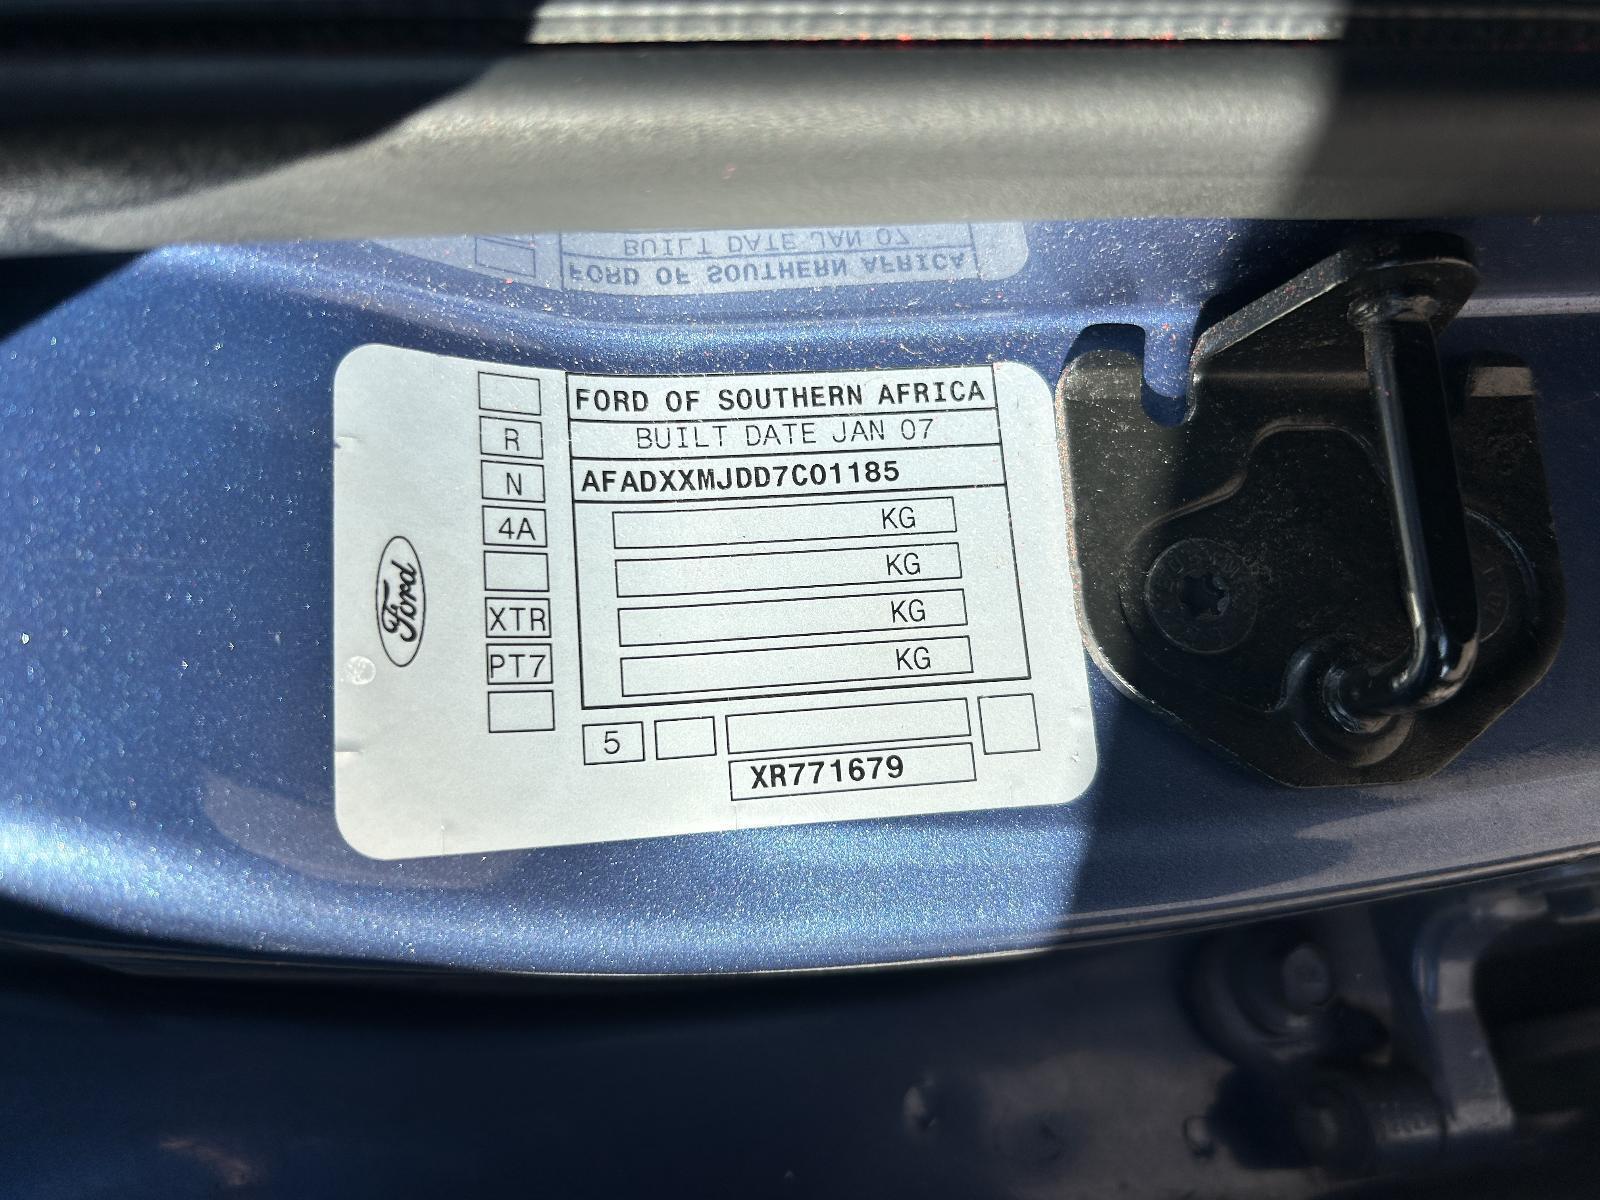 FORD OF SOUTHERN AFRICA
BUILT DATE JAN 07
AFADXXMJDD7C01185
KG
KG
KG
KG
R
N
4A
XTR
PT7
5
XR771679
Ford
BUILT DATE JAN 07
FORD OF SOUTHERN AFRICA